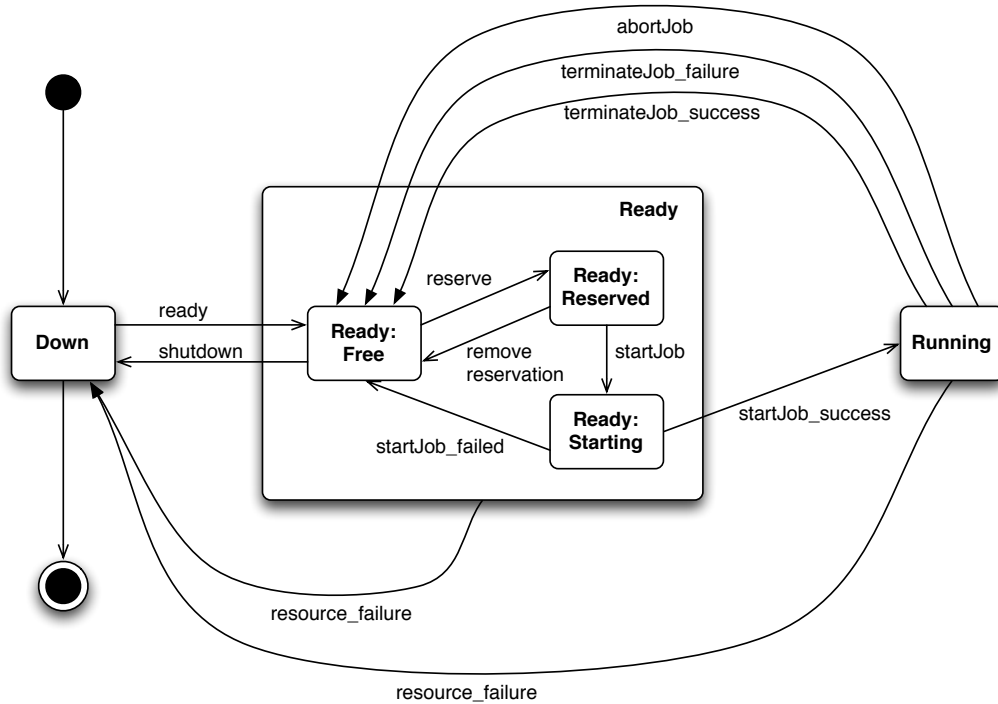 abortJob
terminateJob_failure
terminateJob_success
Ready
reserve
Ready:
Reserved
ready
Ready:
Free
Down
shutdown
remove
reservation
startJob
Running
startJob_failed
Ready:
Starting
startJob_success
resource_failure
resource_failure